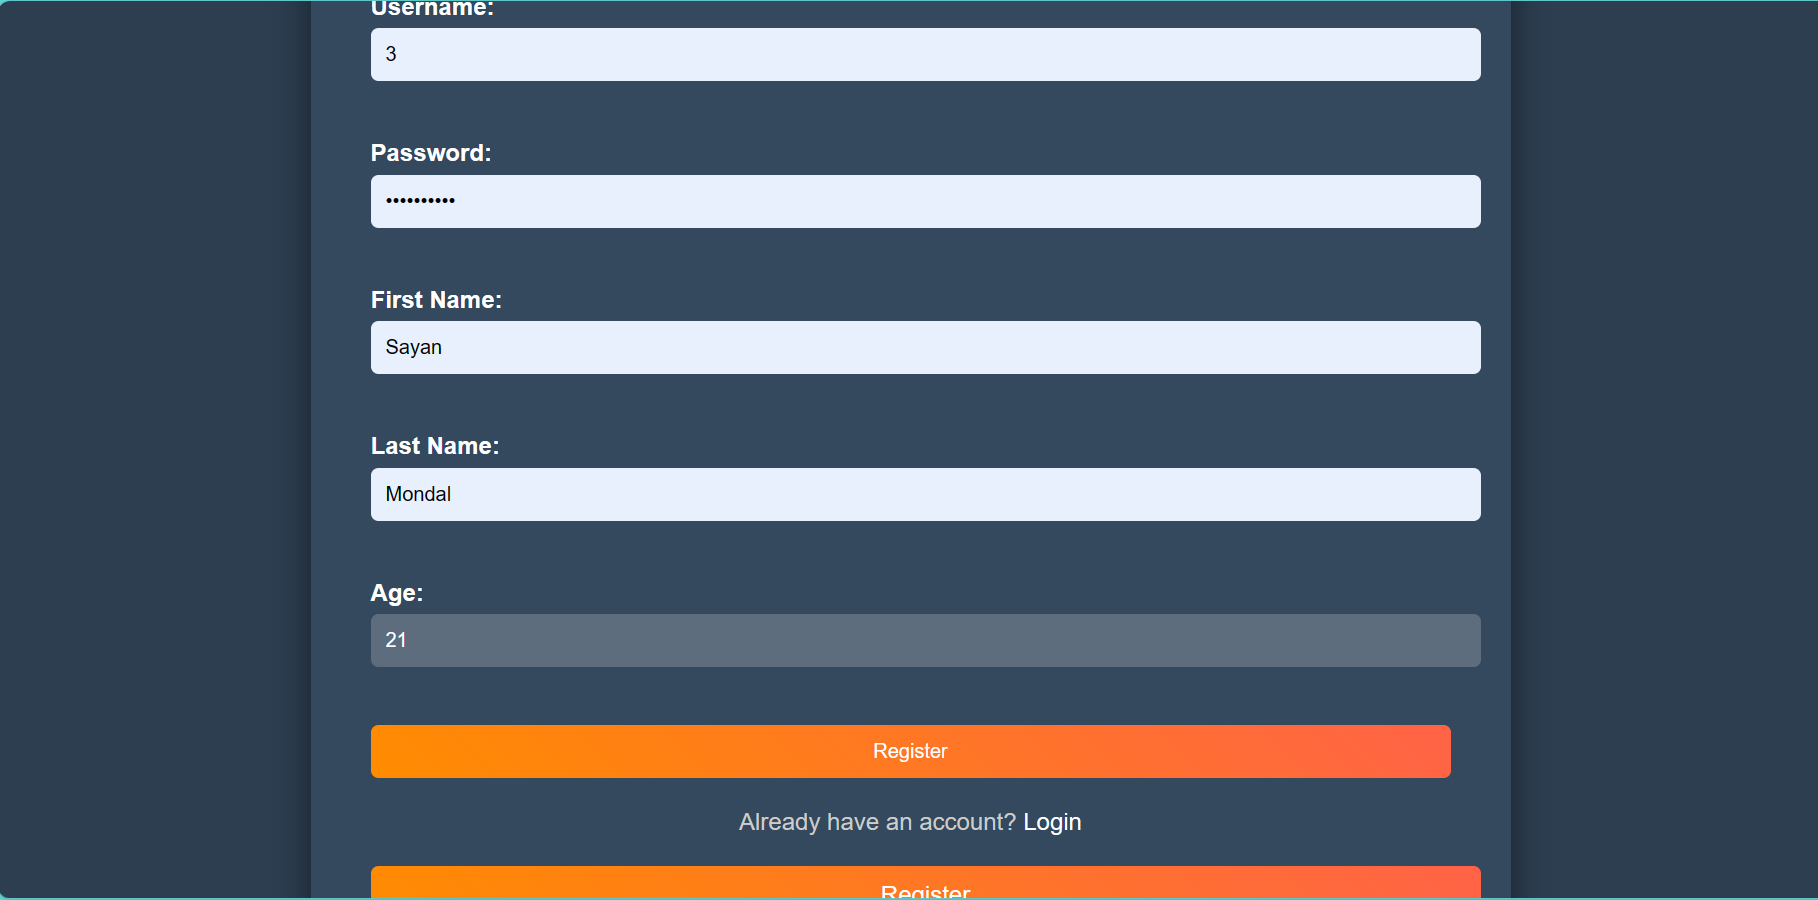 Username:
3
Password:
••••••••••
First Name:
Sayan
Last Name:
Mondal
Age:
21
Register
Already have an account? Login
Register